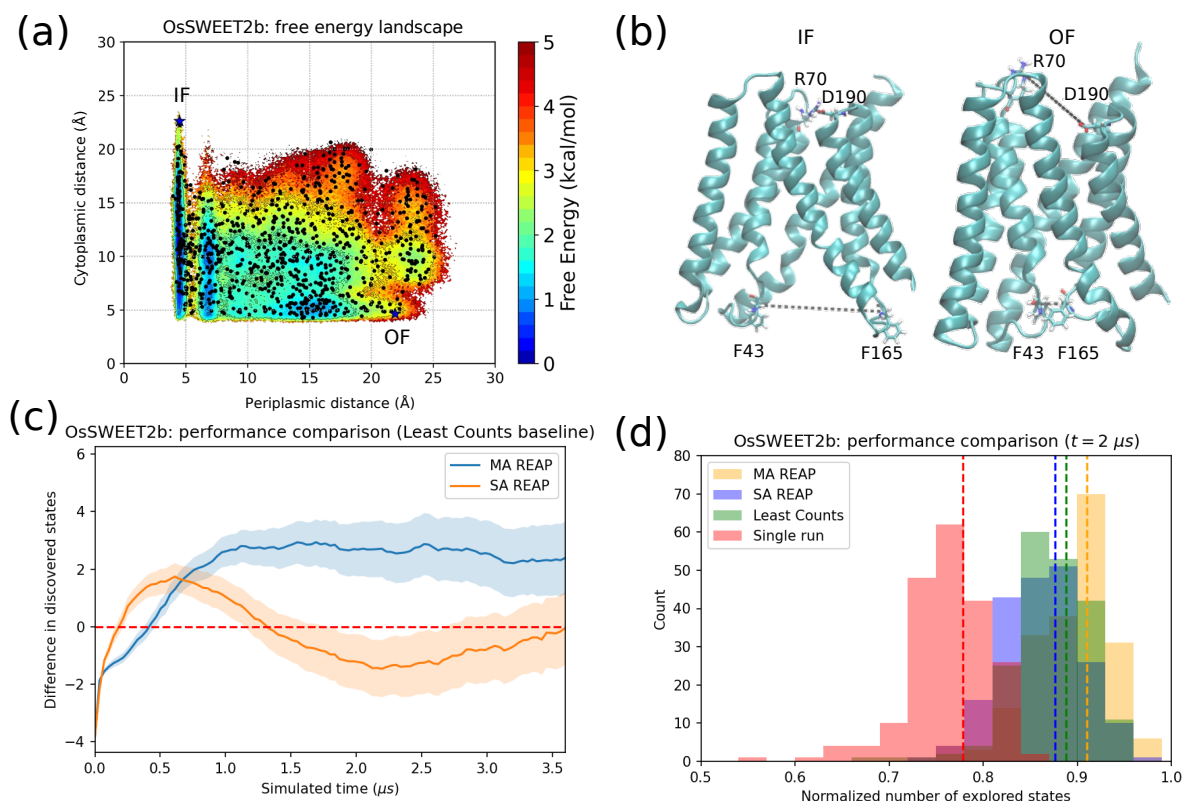 (a)
OsSWEET2b: free energy landscape
30
25
20
15
10
5
0
Cytoplasmic distance (Å)
IF
OF
0 5 10 15 20 25 30
Periplasmic distance (Å)
5
4
3
2
1
0
Free Energy (kcal/mol)
(b)
IF
OF
R70
D190
R70
D190
F43
F165
F43 F165
(c)
OsSWEET2b: performance comparison (Least Counts baseline)
6
4
2
0
−2
−4
Difference in discovered states
MA REAP
SA REAP
0.0 0.5 1.0 1.5 2.0 2.5 3.0 3.5
Simulated time (μs)
(d)
OsSWEET2b: performance comparison (t = 2 μs)
80
70
60
50
40
30
20
10
0
Count
MA REAP
SA REAP
Least Counts
Single run
0.5 0.6 0.7 0.8 0.9 1.0
Normalized number of explored states